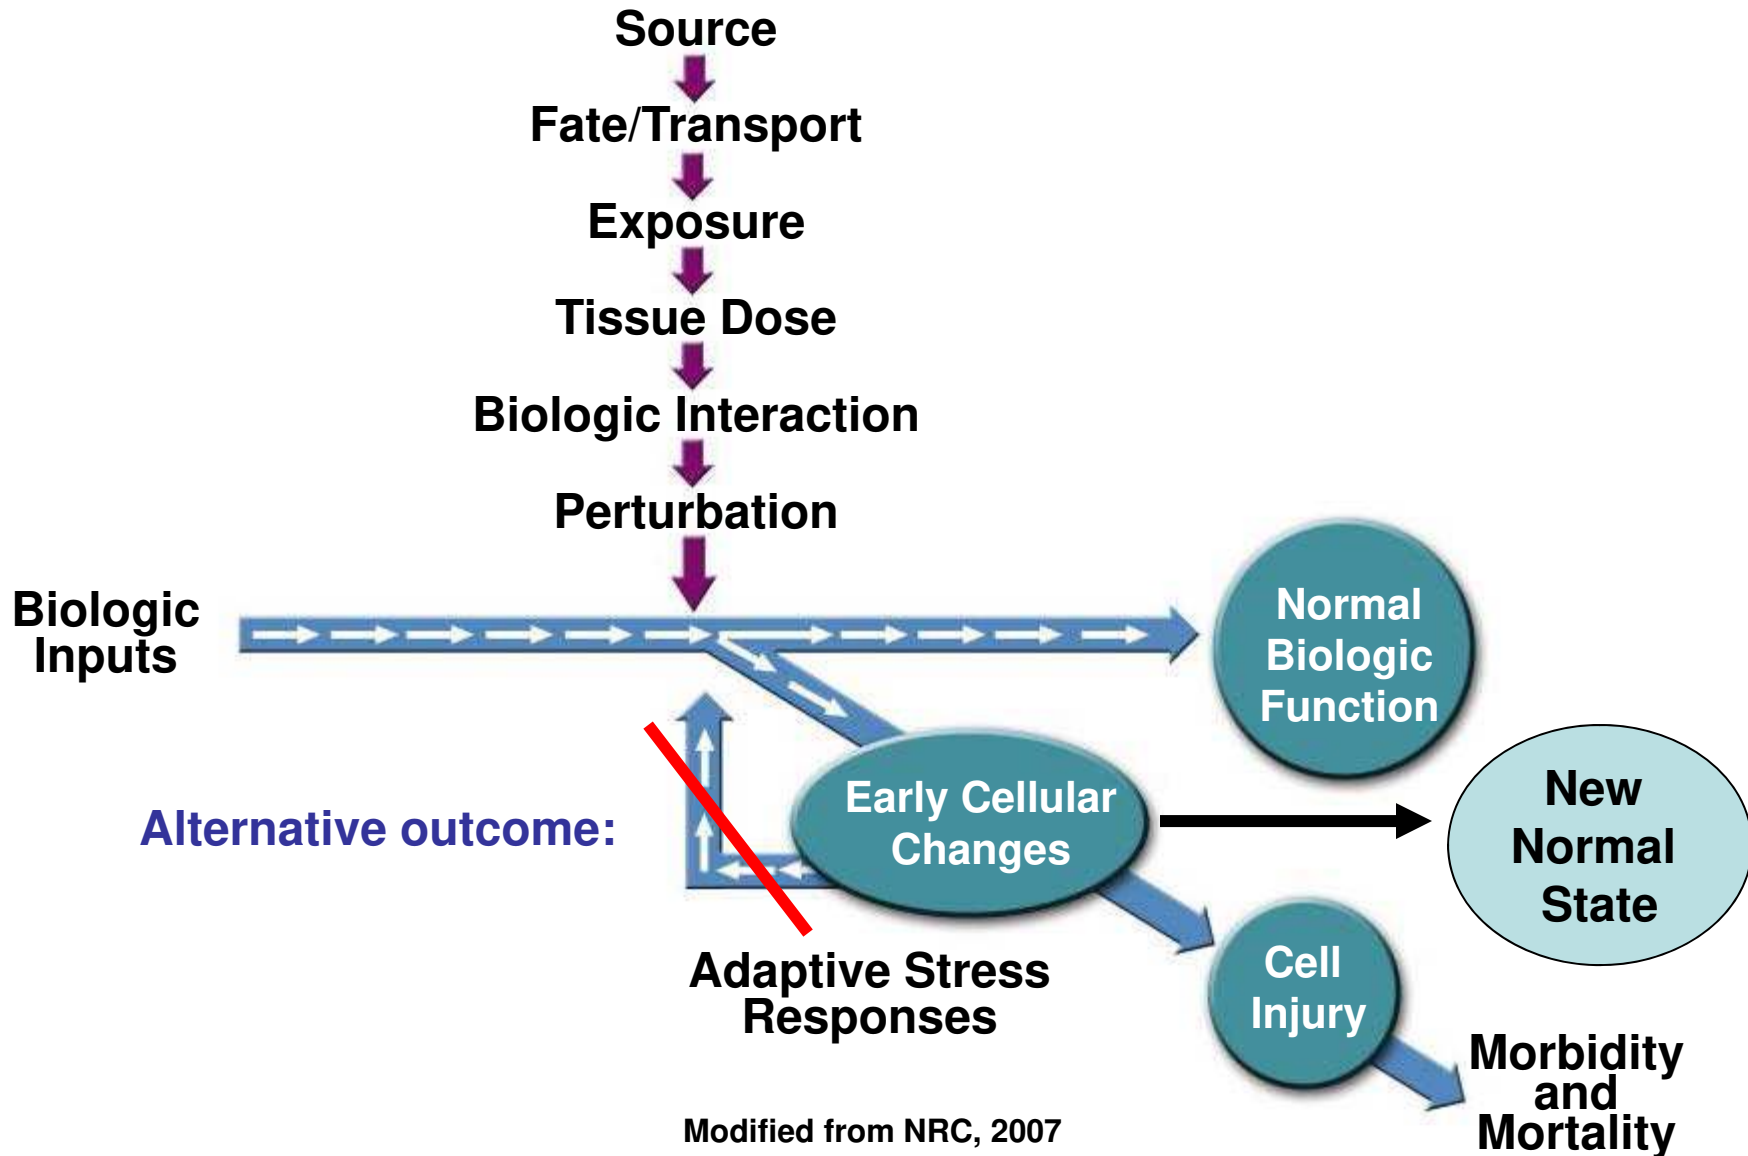 Source
Fate/Transport
Exposure
Tissue Dose
Biologic Interaction
Perturbation
Biologic
Inputs
Normal
Biologic
Function
Early Cellular
Changes
New
Normal
State
Alternative outcome:
Adaptive Stress
Responses
Cell
Injury
Morbidity
and
Mortality
Modified from NRC, 2007